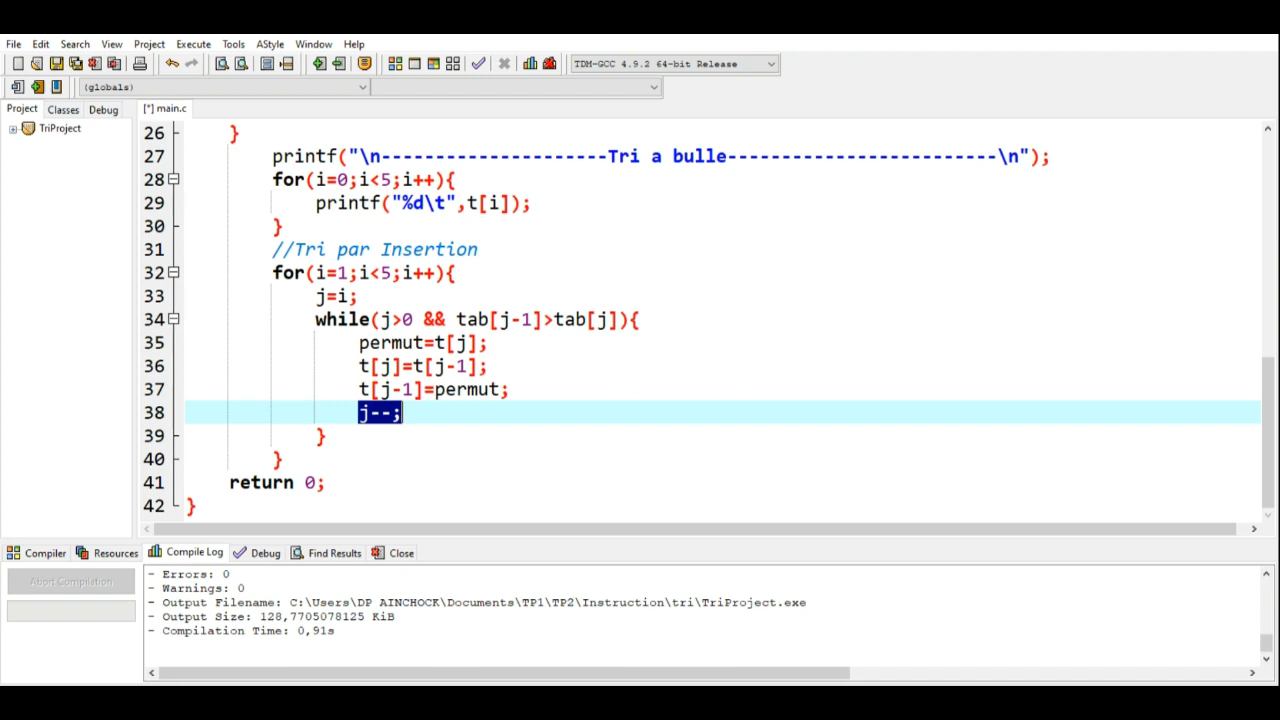 File Edit Search View Project Execute Tools AStyle Window Help
TDM-GCC 4.9.2 64-bit Release
(globals)
Project Classes Debug
[*] main.c
TriProject
26 }
27 printf("\n---------------------Tri a bulle-------------------------\n");
28 for(i=0;i<5;i++){
29 printf("%d\t",t[i]);
30 }
31 //Tri par Insertion
32 for(i=1;i<5;i++){
33 j=i;
34 while(j>0 && tab[j-1]>tab[j]){
35 permut=t[j];
36 t[j]=t[j-1];
37 t[j-1]=permut;
38 j--;
39 }
40 }
41 return 0;
42 }
Compiler Resources Compile Log Debug Find Results Close
Abort Compilation
- Errors: 0
- Warnings: 0
- Output Filename: C:\Users\DP AINCHOCK\Documents\TP1\TP2\Instruction\tri\TriProject.exe
- Output Size: 128,7705078125 KiB
- Compilation Time: 0,91s